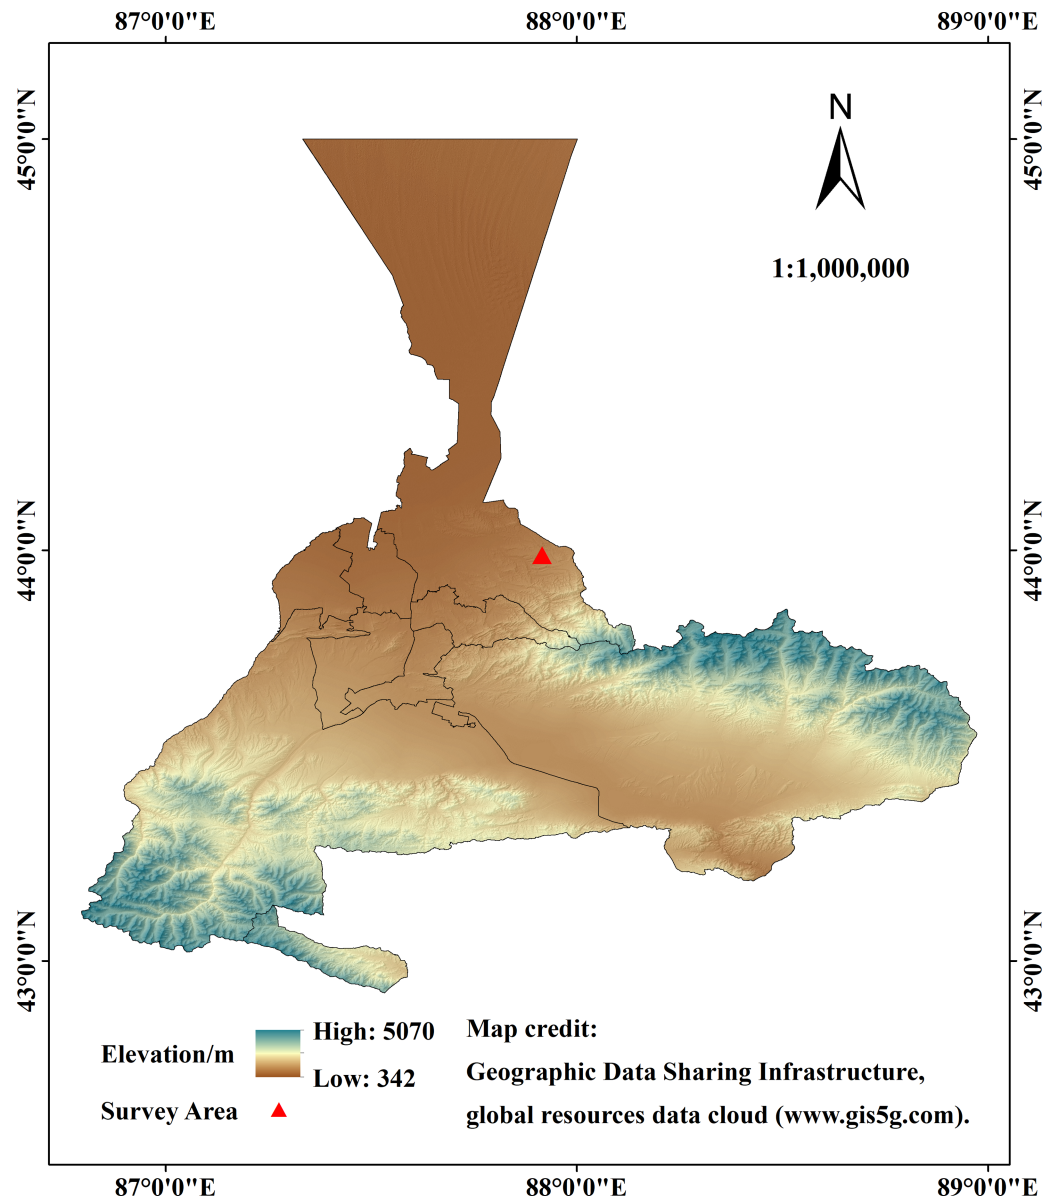 87°0'0"E 88°0'0"E 89°0'0"E
45°0'0"N 45°0'0"N
N
1:1,000,000
44°0'0"N 44°0'0"N
43°0'0"N 43°0'0"N
Elevation/m
High: 5070
Low: 342
Survey Area
Map credit:
Geographic Data Sharing Infrastructure,
global resources data cloud (www.gis5g.com).
87°0'0"E 88°0'0"E 89°0'0"E